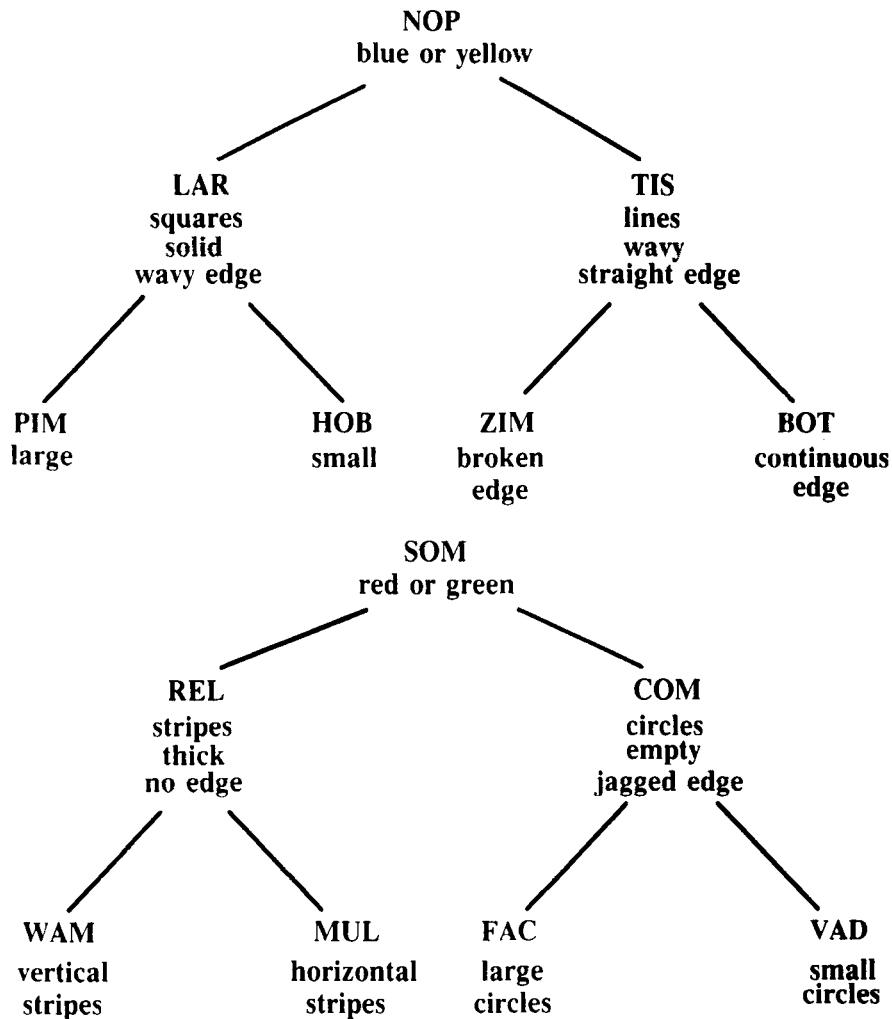 NOP
blue or yellow
LAR
squares
solid
wavy edge
TIS
lines
wavy
straight edge
PIM
large
HOB
small
ZIM
broken
edge
BOT
continuous
edge
SOM
red or green
REL
stripes
thick
no edge
COM
circles
empty
jagged edge
WAM
vertical
stripes
MUL
horizontal
stripes
FAC
large
circles
VAD
small
circles